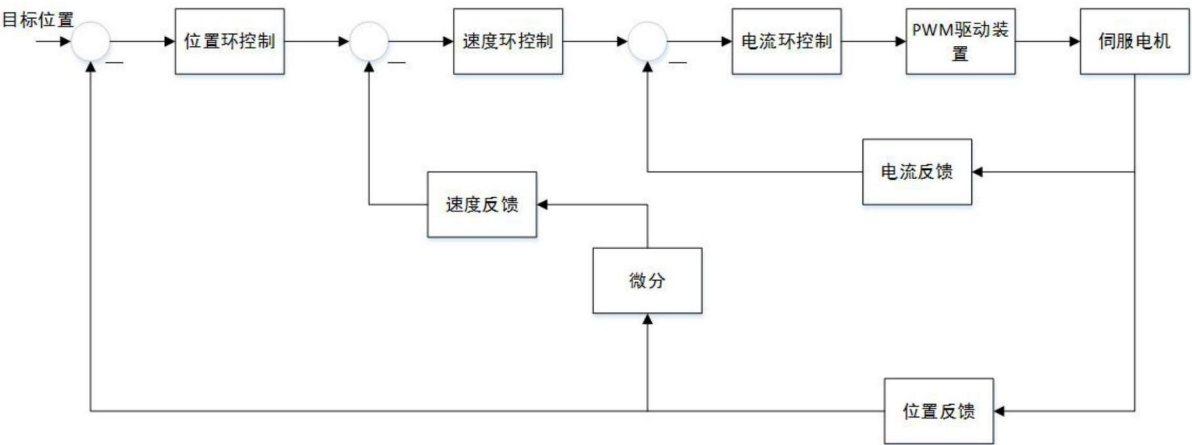 目标位置
位置环控制
速度环控制
电流环控制
PWM驱动装
置
伺服电机
电流反馈
速度反馈
微分
位置反馈